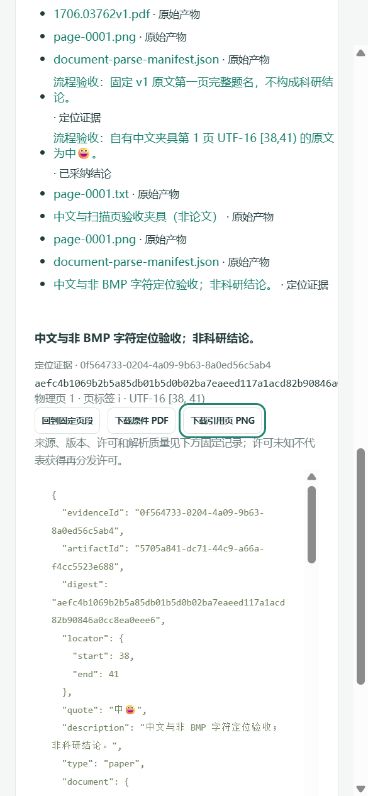 1706.03762v1.pdf · 原始产物
page-0001.png · 原始产物
document-parse-manifest.json · 原始产物
流程验收：固定 v1 原文第一页完整题名，不构成科研结
论。
· 定位证据
流程验收：自有中文夹具第 1 页 UTF-16 [38,41) 的原文
为中😜。
· 已采纳结论
page-0001.txt · 原始产物
中文与扫描页验收夹具（非论文） · 原始产物
page-0001.png · 原始产物
document-parse-manifest.json · 原始产物
中文与非 BMP 字符定位验收；非科研结论。 · 定位证据
中文与非 BMP 字符定位验收；非科研结论。
定位证据 · 0f564733-0204-4a09-9b63-8a0ed56c5ab4
aefc4b1069b2b5a85db01b5d0b02ba7eaeed117a1acd82b90846a
物理页 1 · 页标签 i · UTF-16 [38, 41)
回到固定页段 下载原件 PDF 下载引用页 PNG
来源、版本、许可和解析质量见下方固定记录；许可未知不代
表获得再分发许可。
{
"evidenceId": "0f564733-0204-4a09-9b63-
8a0ed56c5ab4",
"artifactId": "5705a841-dc71-44c9-a66a-
f4cc5523e688",
"digest":
"aefc4b1069b2b5a85db01b5d0b02ba7eaeed117a1acd
82b90846a0cc8ea0eee6",
"locator": {
"start": 38,
"end": 41
},
"quote": "中😜",
"description": "中文与非 BMP 字符定位验收；
非科研结论。",
"type": "paper",
"document": {